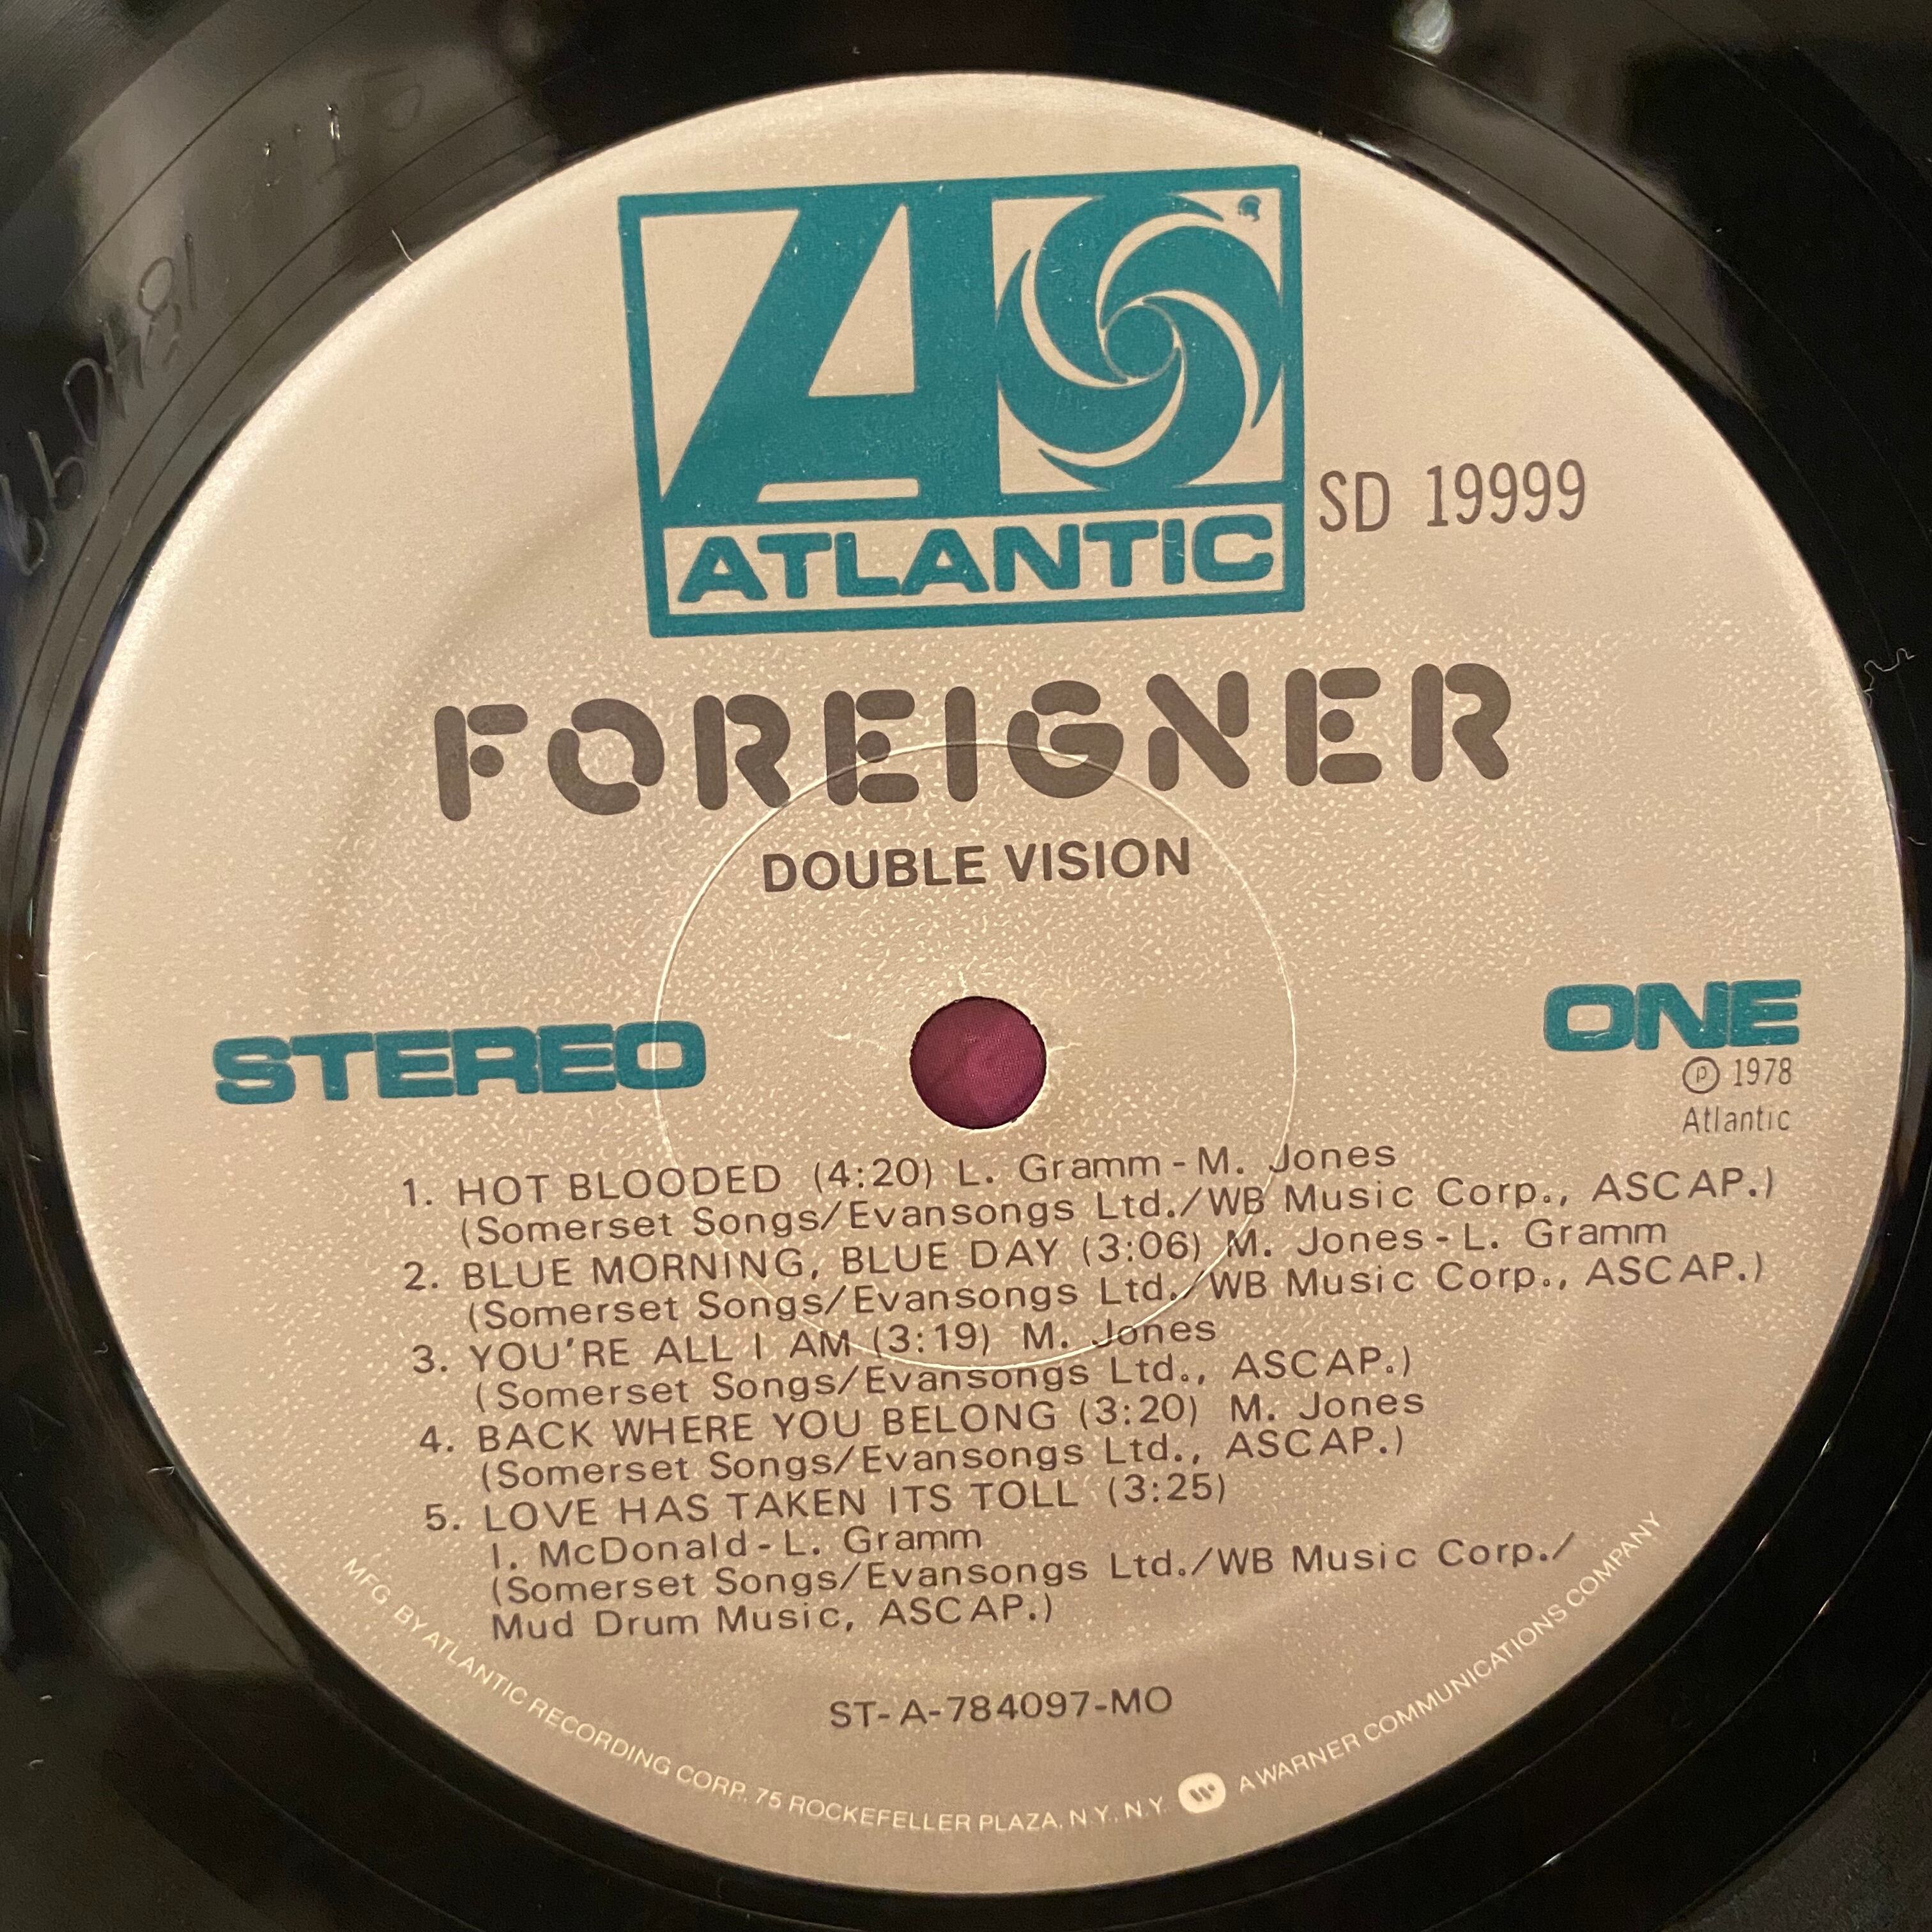 ATLANTIC
SD 19999
FOREIGNER
DOUBLE VISION
STEREO
ONE
Ⓟ 1978
Atlantic
1. HOT BLOODED (4:20) L. Gramm - M. Jones
(Somerset Songs/Evansongs Ltd./WB Music Corp., ASCAP.)
2. BLUE MORNING, BLUE DAY (3:06) M. Jones - L. Gramm
(Somerset Songs/Evansongs Ltd./WB Music Corp., ASCAP.)
3. YOU'RE ALL I AM (3:19) M. Jones
(Somerset Songs/Evansongs Ltd., ASCAP.)
4. BACK WHERE YOU BELONG (3:20) M. Jones
(Somerset Songs/Evansongs Ltd., ASCAP.)
5. LOVE HAS TAKEN ITS TOLL (3:25)
I. McDonald - L. Gramm
(Somerset Songs/Evansongs Ltd./WB Music Corp./
Mud Drum Music, ASCAP.)
ST-A-784097-MO
MFG BY ATLANTIC RECORDING CORP. 75 ROCKEFELLER PLAZA, N.Y., N.Y. A WARNER COMMUNICATIONS COMPANY